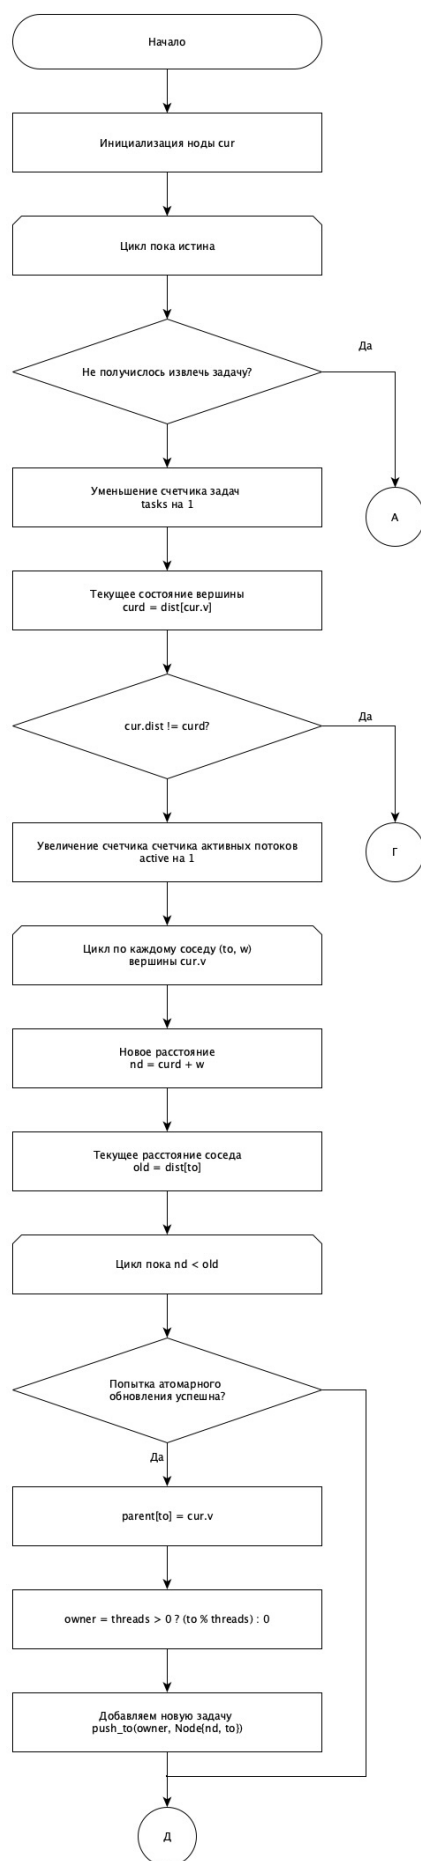 Начало
Инициализация ноды cur
Цикл пока истина
Да
Не получислось извлечь задачу?
Уменьшение счетчика задач
tasks на 1
А
Текущее состояние вершины
curd = dist[cur.v]
Да
cur.dist != curd?
Увеличение счетчика счетчика активных потоков
active на 1
Г
Цикл по каждому соседу (to, w)
вершины cur.v
Новое расстояние
nd = curd + w
Текущее расстояние соседа
old = dist[to]
Цикл пока nd < old
Попытка атомарного
обновления успешна?
Да
parent[to] = cur.v
owner = threads > 0 ? (to % threads) : 0
Добавляем новую задачу
push_to(owner, Node{nd, to})
Д